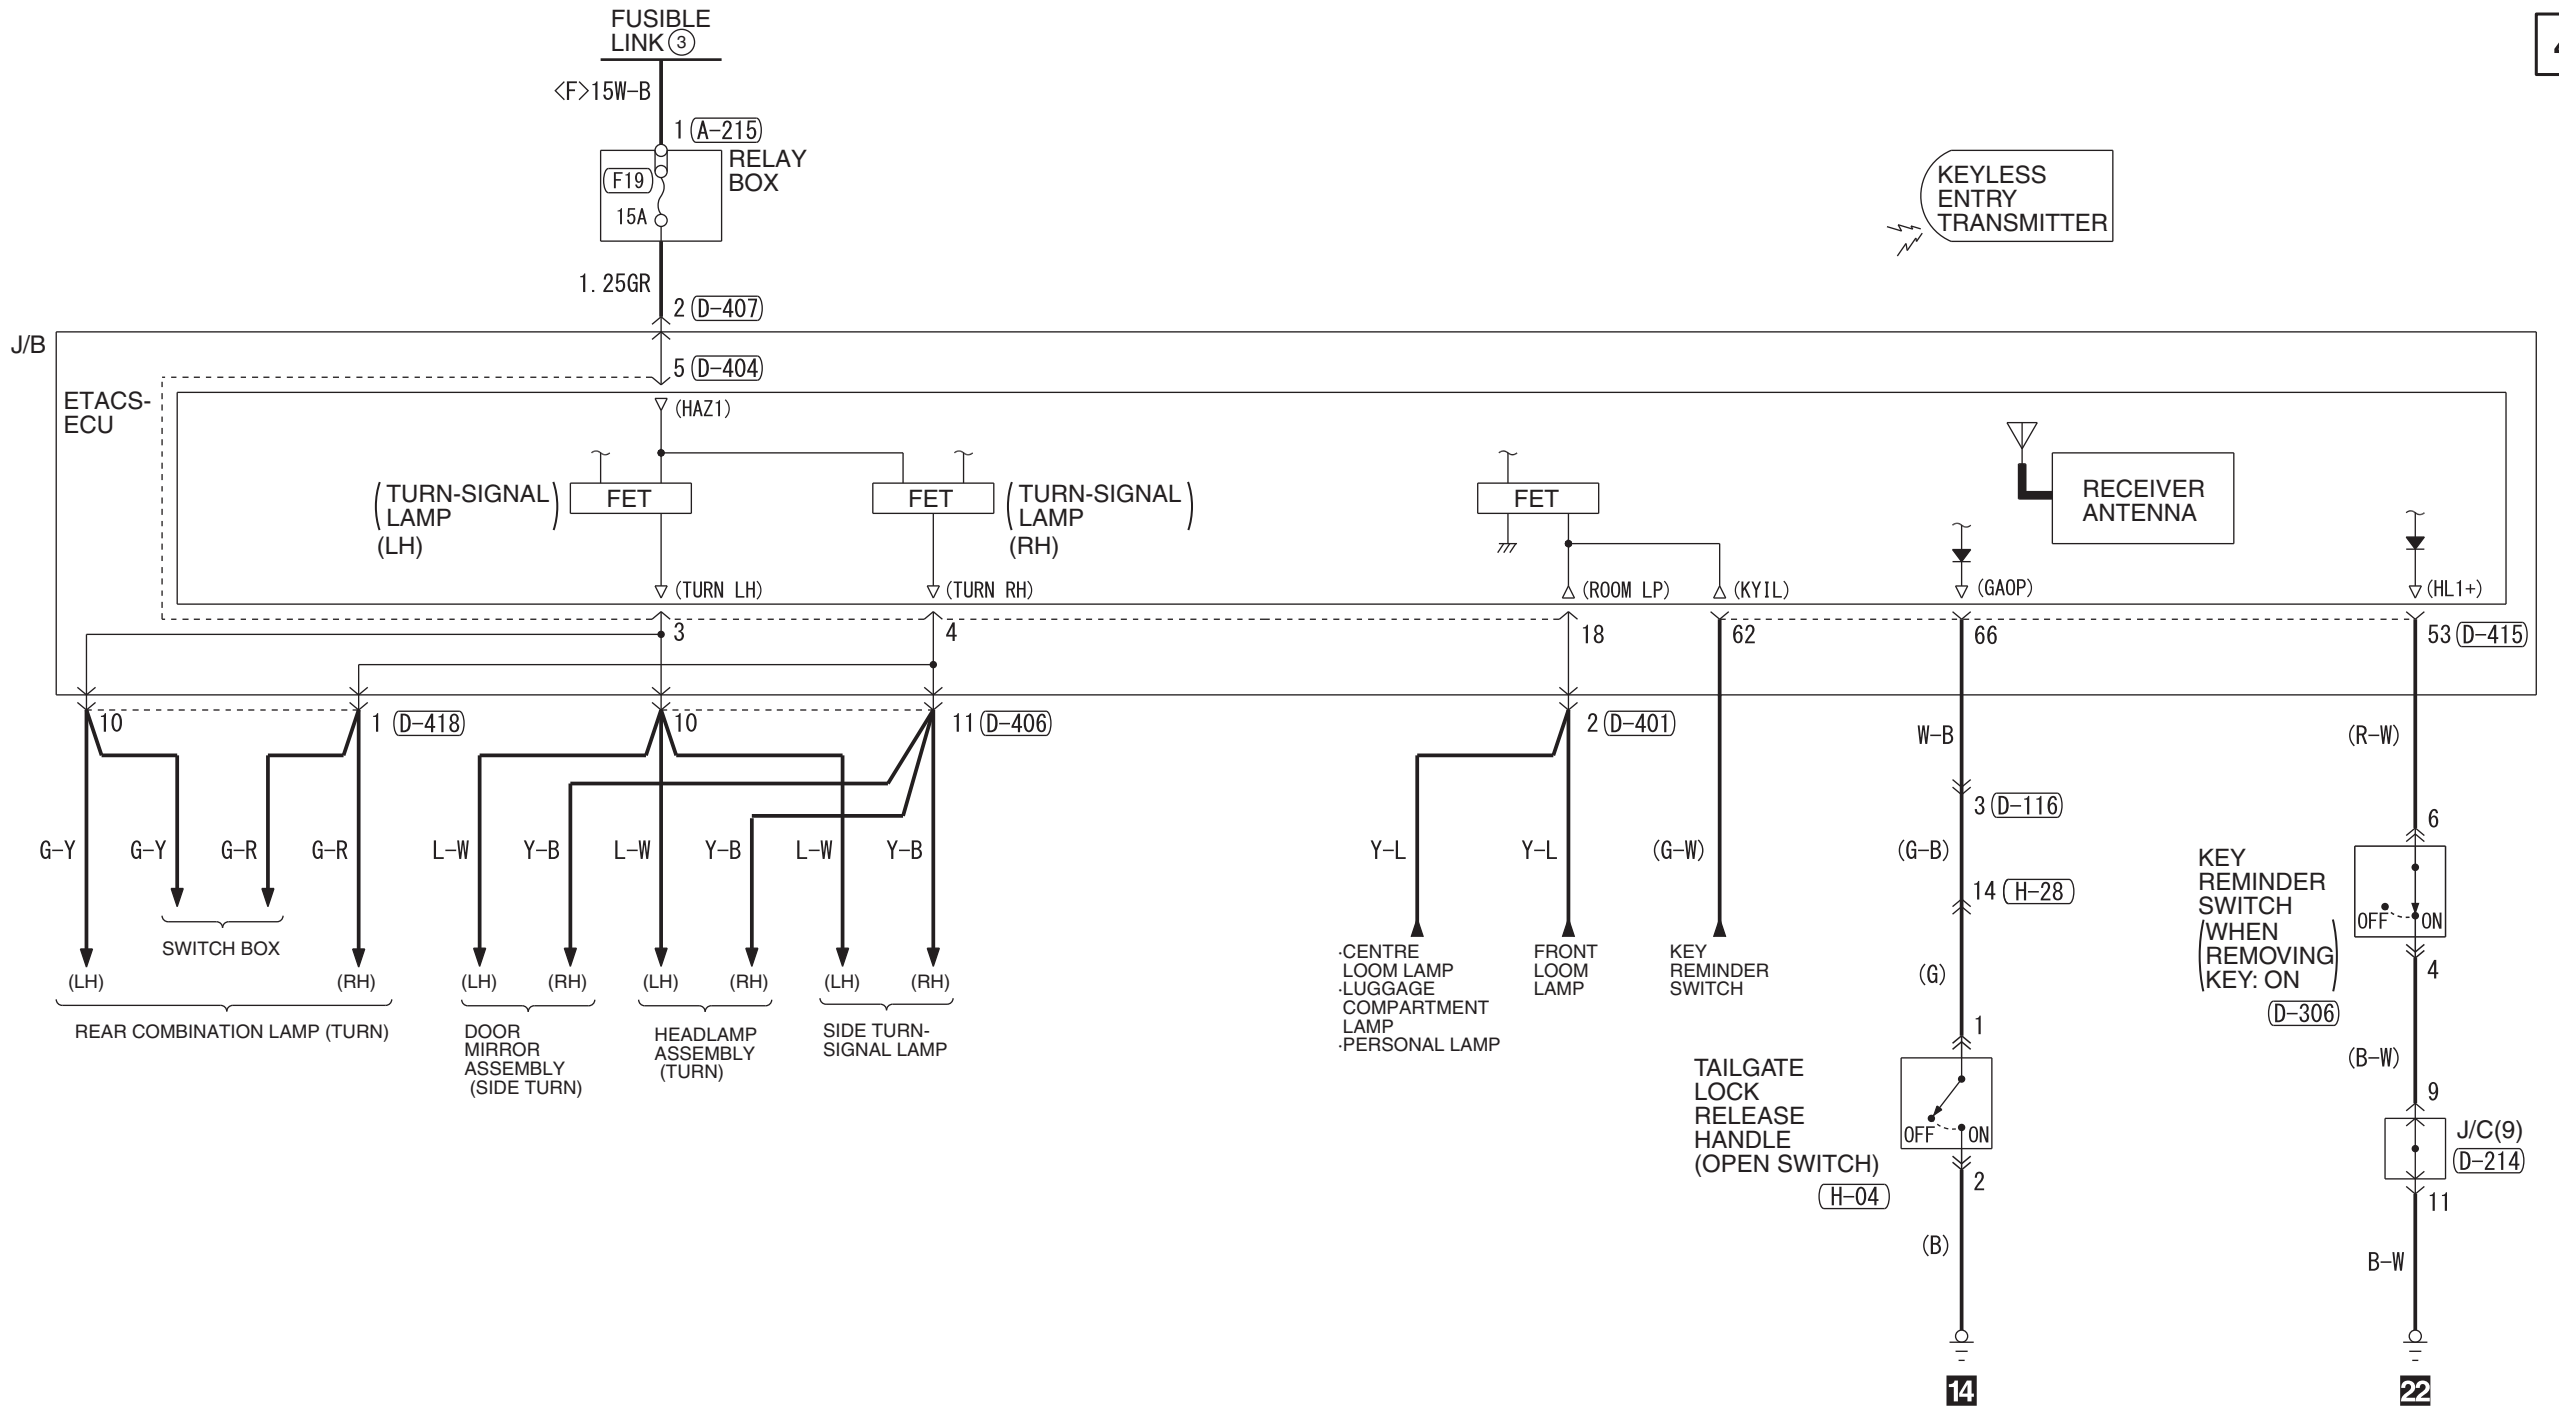 FUSIBLE
LINK 3
<F>15W-B
1 A-215
RELAY
BOX
F19
15A
1.25GR
2 D-407
KEYLESS
ENTRY
TRANSMITTER
J/B
5 D-404
ETACS-
ECU
(HAZ1)
(TURN-SIGNAL
LAMP)
(LH)
FET
FET
(TURN-SIGNAL
LAMP)
(RH)
FET
RECEIVER
ANTENNA
(TURN LH)
(TURN RH)
(ROOM LP)
(KYIL)
(GAOP)
(HL1+)
3
4
18
62
66
53 D-415
10
1 D-418
10
11 D-406
2 D-401
W-B
(R-W)
3 D-116
6
G-Y
G-Y
G-R
G-R
L-W
Y-B
L-W
Y-B
L-W
Y-B
Y-L
Y-L
(G-W)
(G-B)
14 H-28
KEY
REMINDER
SWITCH
(WHEN
REMOVING
KEY: ON)
OFF ON
D-306
4
SWITCH BOX
(LH)
(RH)
(LH)
(RH)
(LH)
(RH)
(LH)
(RH)
REAR COMBINATION LAMP (TURN)
DOOR
MIRROR
ASSEMBLY
(SIDE TURN)
HEADLAMP
ASSEMBLY
(TURN)
SIDE TURN-
SIGNAL LAMP
·CENTRE
LOOM LAMP
·LUGGAGE
COMPARTMENT
LAMP
·PERSONAL LAMP
FRONT
LOOM
LAMP
KEY
REMINDER
SWITCH
(G)
1
TAILGATE
LOCK
RELEASE
HANDLE
(OPEN SWITCH)
H-04
OFF ON
2
(B)
14
(B-W)
9
J/C(9)
D-214
11
B-W
22